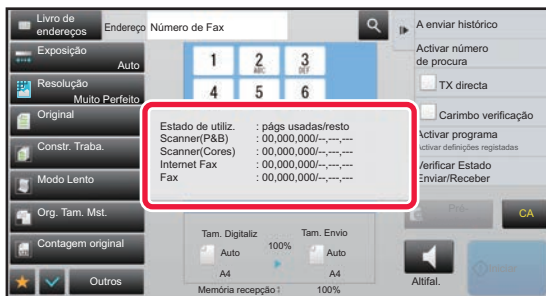 Livro de
endereços
Endereço
Número de Fax
A enviar histórico
Exposição
Auto
Activar número
de procura
Resolução
Muito Perfeito
TX directa
Original
Carimbo verificação
Constr. Traba.
Activar programa
Activar definições registadas
Modo Lento
Verificar Estado
Enviar/Receber
Org. Tam. Mst.
Contagem original
Outros
1
2
ABC
3
DEF
4
5
6
Estado de utiliz. : págs usadas/resto
Scanner(P&B) : 00,000,000/--,---,---
Scanner(Cores) : 00,000,000/--,---,---
Internet Fax : 00,000,000/--,---,---
Fax : 00,000,000/--,---,---
Tam. Digitaliz
Tam. Envio
100%
Auto
Auto
A4
A4
Memória recepção : 100%
Pré-
CA
Altifal.